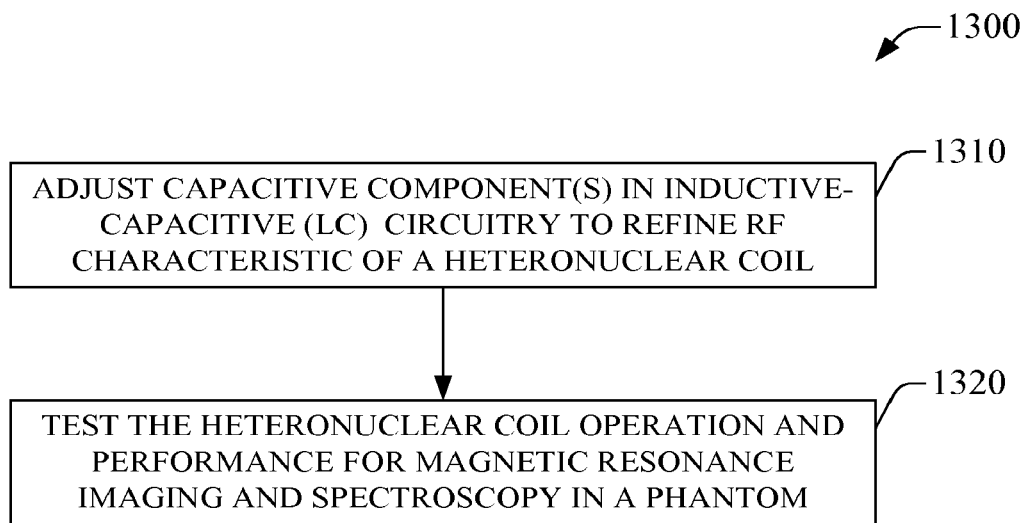 1300
1310
ADJUST CAPACITIVE COMPONENT(S) IN INDUCTIVE-
CAPACITIVE (LC) CIRCUITRY TO REFINE RF
CHARACTERISTIC OF A HETERONUCLEAR COIL
1320
TEST THE HETERONUCLEAR COIL OPERATION AND
PERFORMANCE FOR MAGNETIC RESONANCE
IMAGING AND SPECTROSCOPY IN A PHANTOM